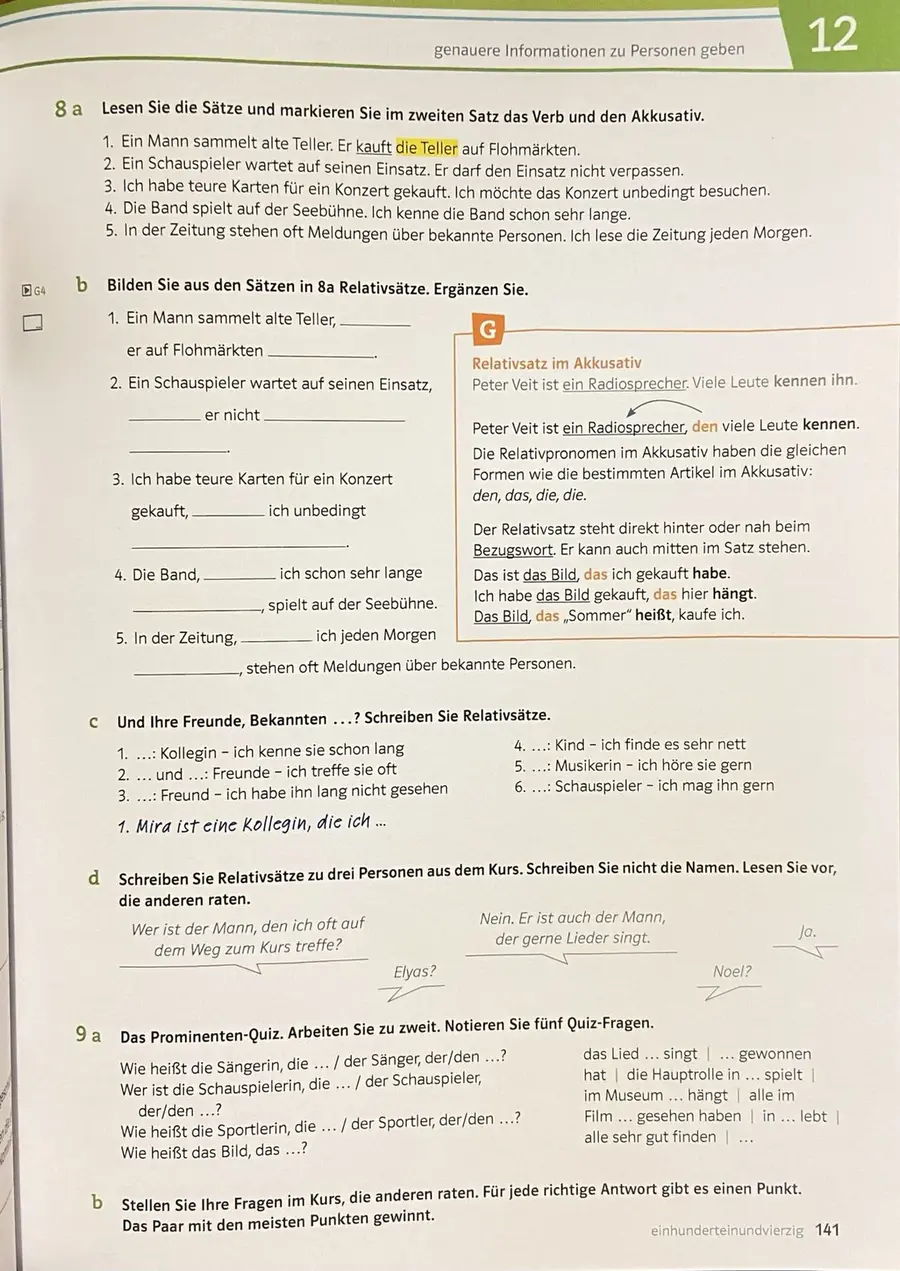 genauere Informationen zu Personen geben
12
8 a Lesen Sie die Sätze und markieren Sie im zweiten Satz das Verb und den Akkusativ.
1. Ein Mann sammelt alte Teller. Er kauft die Teller auf Flohmärkten.
2. Ein Schauspieler wartet auf seinen Einsatz. Er darf den Einsatz nicht verpassen.
3. Ich habe teure Karten für ein Konzert gekauft. Ich möchte das Konzert unbedingt besuchen.
4. Die Band spielt auf der Seebühne. Ich kenne die Band schon sehr lange.
5. In der Zeitung stehen oft Meldungen über bekannte Personen. Ich lese die Zeitung jeden Morgen.
G4
b Bilden Sie aus den Sätzen in 8a Relativsätze. Ergänzen Sie.
1. Ein Mann sammelt alte Teller, ________
er auf Flohmärkten ____________.
2. Ein Schauspieler wartet auf seinen Einsatz,
________ er nicht ________________
___________.
3. Ich habe teure Karten für ein Konzert
gekauft, ________ ich unbedingt
________________________.
4. Die Band, ________ ich schon sehr lange
______________, spielt auf der Seebühne.
5. In der Zeitung, ________ ich jeden Morgen
____________, stehen oft Meldungen über bekannte Personen.
G
Relativsatz im Akkusativ
Peter Veit ist ein Radiosprecher. Viele Leute kennen ihn.
Peter Veit ist ein Radiosprecher, den viele Leute kennen.
Die Relativpronomen im Akkusativ haben die gleichen
Formen wie die bestimmten Artikel im Akkusativ:
den, das, die, die.
Der Relativsatz steht direkt hinter oder nah beim
Bezugswort. Er kann auch mitten im Satz stehen.
Das ist das Bild, das ich gekauft habe.
Ich habe das Bild gekauft, das hier hängt.
Das Bild, das „Sommer“ heißt, kaufe ich.
c Und Ihre Freunde, Bekannten ...? Schreiben Sie Relativsätze.
1. ...: Kollegin – ich kenne sie schon lang
2. ... und ...: Freunde – ich treffe sie oft
3. ...: Freund – ich habe ihn lang nicht gesehen
4. ...: Kind – ich finde es sehr nett
5. ...: Musikerin – ich höre sie gern
6. ...: Schauspieler – ich mag ihn gern
1. Mira ist eine Kollegin, die ich ...
d Schreiben Sie Relativsätze zu drei Personen aus dem Kurs. Schreiben Sie nicht die Namen. Lesen Sie vor,
die anderen raten.
Wer ist der Mann, den ich oft auf
dem Weg zum Kurs treffe?
Elyas?
Nein. Er ist auch der Mann,
der gerne Lieder singt.
Noel?
Ja.
9 a Das Prominenten-Quiz. Arbeiten Sie zu zweit. Notieren Sie fünf Quiz-Fragen.
Wie heißt die Sängerin, die ... / der Sänger, der/den ...?
Wer ist die Schauspielerin, die ... / der Schauspieler,
der/den ...?
Wie heißt die Sportlerin, die ... / der Sportler, der/den ...?
Wie heißt das Bild, das ...?
das Lied ... singt | ... gewonnen
hat | die Hauptrolle in ... spielt |
im Museum ... hängt | alle im
Film ... gesehen haben | in ... lebt |
alle sehr gut finden | ...
b Stellen Sie Ihre Fragen im Kurs, die anderen raten. Für jede richtige Antwort gibt es einen Punkt.
Das Paar mit den meisten Punkten gewinnt.
einhunderteinundvierzig 141